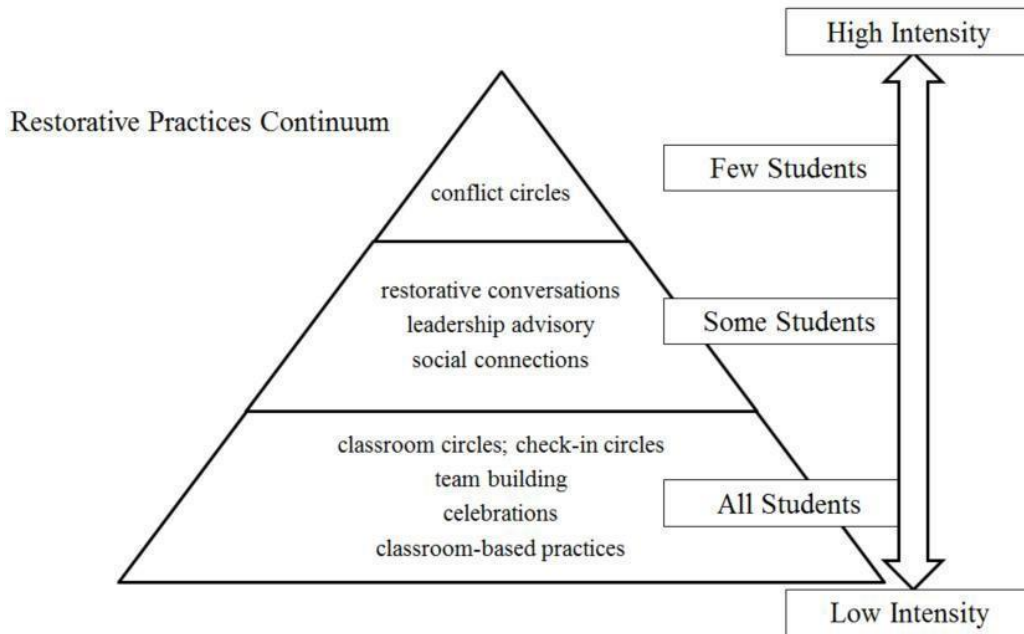 High Intensity
Restorative Practices Continuum
Few Students
conflict circles
restorative conversations
leadership advisory
social connections
Some Students
classroom circles; check-in circles
team building
celebrations
classroom-based practices
All Students
Low Intensity